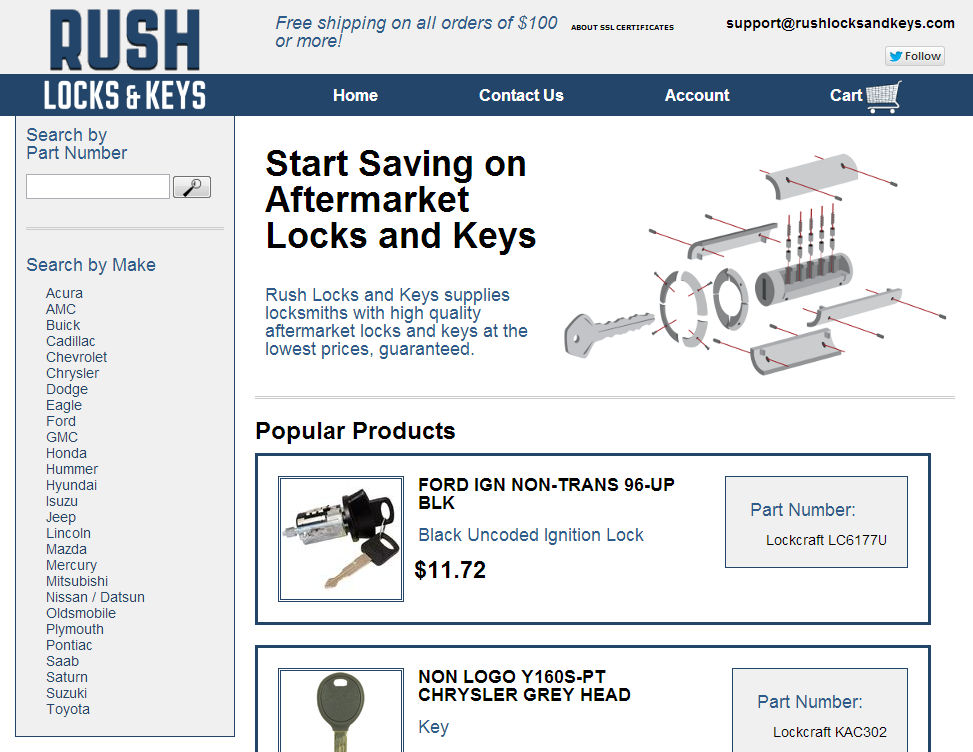 RUSH
LOCKS & KEYS
Free shipping on all orders of $100
or more!
ABOUT SSL CERTIFICATES
support@rushlocksandkeys.com
Follow
Home
Contact Us
Account
Cart
Search by
Part Number
Search by Make
Acura
AMC
Buick
Cadillac
Chevrolet
Chrysler
Dodge
Eagle
Ford
GMC
Honda
Hummer
Hyundai
Isuzu
Jeep
Lincoln
Mazda
Mercury
Mitsubishi
Nissan / Datsun
Oldsmobile
Plymouth
Pontiac
Saab
Saturn
Suzuki
Toyota
Start Saving on
Aftermarket
Locks and Keys
Rush Locks and Keys supplies
locksmiths with high quality
aftermarket locks and keys at the
lowest prices, guaranteed.
Popular Products
FORD IGN NON-TRANS 96-UP
BLK
Black Uncoded Ignition Lock
$11.72
Part Number:
Lockcraft LC6177U
NON LOGO Y160S-PT
CHRYSLER GREY HEAD
Key
Part Number:
Lockcraft KAC302